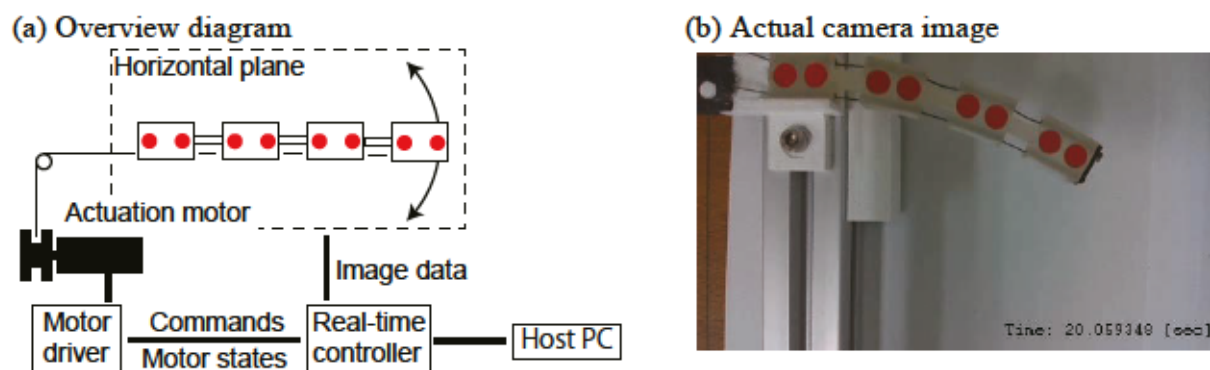 (a) Overview diagram
Horizontal plane
Actuation motor
Image data
Motor
driver
Commands
Motor states
Real-time
controller
Host PC
(b) Actual camera image
Time: 20.059348 [sec]